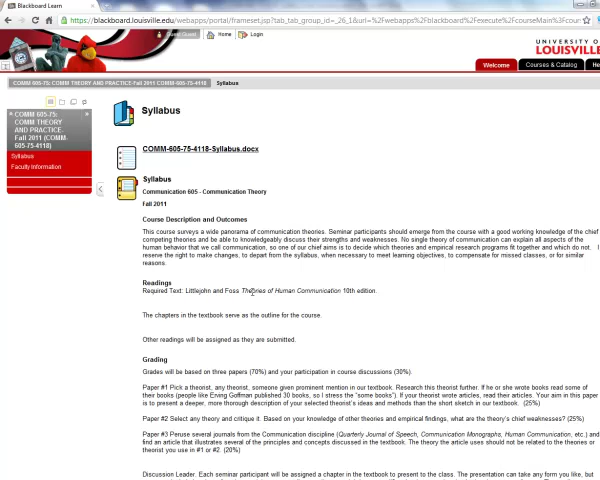 Blackboard Learn
https://blackboard.louisville.edu/webapps/portal/frameset.jsp?tab_tab_group_id=_26_1&url=%2Fwebapps%2Fblackboard%2Fexecute%2FcourseMain%3Fcour
Guest Guest Home Login
UNIVERSITY OF
LOUISVILLE
Welcome Courses & Catalog He
COMM 605-75: COMM THEORY AND PRACTICE-Fall 2011 COMM-605-75-4118 Syllabus
COMM 605.75:
COMM THEORY
AND PRACTICE-
Fall 2011 (COMM-
605-75-4118)
Syllabus
Faculty Information
Syllabus
COMM-605-75-4118-Syllabus.docx
Syllabus
Communication 605 - Communication Theory
Fall 2011
Course Description and Outcomes
This course surveys a wide panorama of communication theories. Seminar participants should emerge from the course with a good working knowledge of the chief
competing theories and be able to knowledgeably discuss their strengths and weaknesses. No single theory of communication can explain all aspects of the
human behavior that we call communication, so one of our chief aims is to decide which theories and empirical research programs fit together and which do not. I
reserve the right to make changes, to depart from the syllabus, when necessary to meet learning objectives, to compensate for missed classes, or for similar
reasons.
Readings
Required Text: Littlejohn and Foss Theories of Human Communication 10th edition.
The chapters in the textbook serve as the outline for the course.
Other readings will be assigned as they are submitted.
Grading
Grades will be based on three papers (70%) and your participation in course discussions (30%).
Paper #1 Pick a theorist, any theorist, someone given prominent mention in our textbook. Research this theorist further. If he or she wrote books read some of
their books (people like Erving Goffman published 30 books, so I stress the "some books"). If your theorist wrote articles, read their articles. Your aim in this paper
is to present a deeper, more thorough description of your selected theorist's ideas and methods than the short sketch in our textbook. (25%)
Paper #2 Select any theory and critique it. Based on your knowledge of other theories and empirical findings, what are the theory's chief weaknesses? (25%)
Paper #3 Peruse several journals from the Communication discipline (Quarterly Journal of Speech, Communication Monographs, Human Communication, etc.) and
find an article that illustrates several of the principles and concepts discussed in the textbook. The theory the article uses should not be related to the theories or
theorist you use in #1 or #2. (20%)
Discussion Leader. Each seminar participant will be assigned a chapter in the textbook to present to the class. The presentation can take any form you like, but